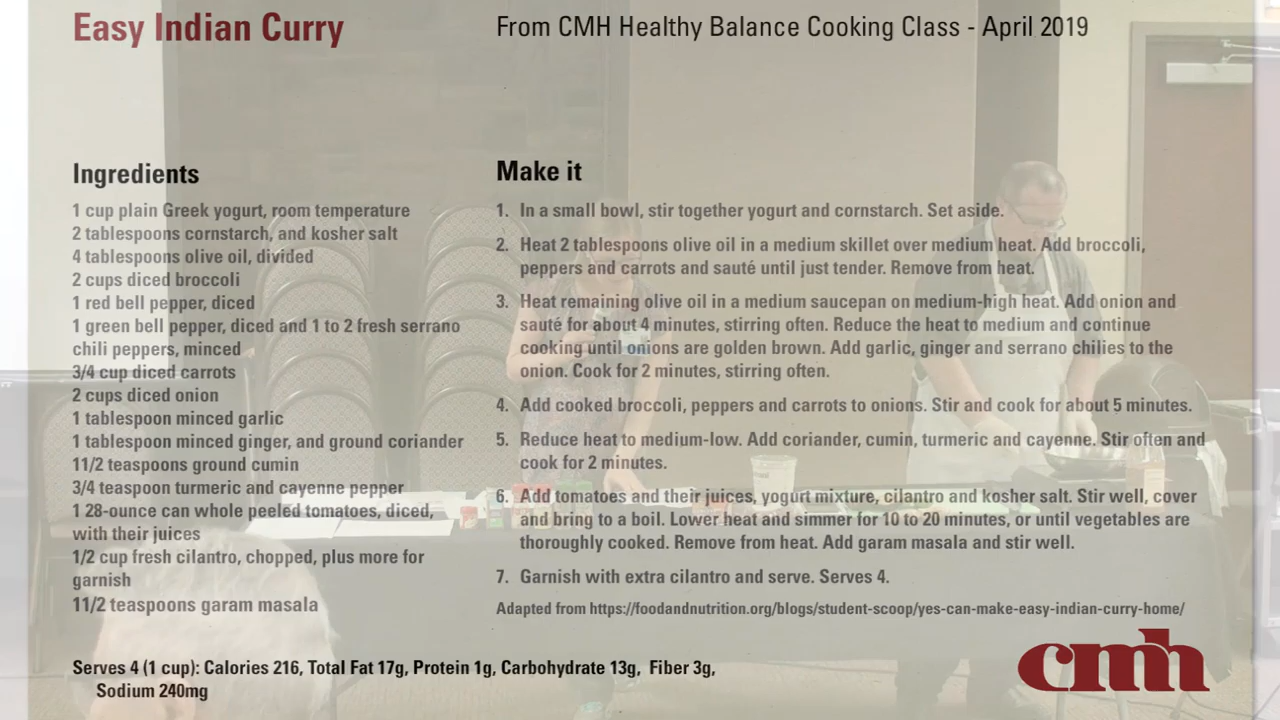 Easy Indian Curry
From CMH Healthy Balance Cooking Class - April 2019
Ingredients
1 cup plain Greek yogurt, room temperature
2 tablespoons cornstarch, and kosher salt
4 tablespoons olive oil, divided
2 cups diced broccoli
1 red bell pepper, diced
1 green bell pepper, diced and 1 to 2 fresh serrano
chili peppers, minced
3/4 cup diced carrots
2 cups diced onion
1 tablespoon minced garlic
1 tablespoon minced ginger, and ground coriander
11/2 teaspoons ground cumin
3/4 teaspoon turmeric and cayenne pepper
1 28-ounce can whole peeled tomatoes, diced,
with their juices
1/2 cup fresh cilantro, chopped, plus more for
garnish
11/2 teaspoons garam masala
Make it
1. In a small bowl, stir together yogurt and cornstarch. Set aside.
2. Heat 2 tablespoons olive oil in a medium skillet over medium heat. Add broccoli,
peppers and carrots and sauté until just tender. Remove from heat.
3. Heat remaining olive oil in a medium saucepan on medium-high heat. Add onion and
sauté for about 4 minutes, stirring often. Reduce the heat to medium and continue
cooking until onions are golden brown. Add garlic, ginger and serrano chilies to the
onion. Cook for 2 minutes, stirring often.
4. Add cooked broccoli, peppers and carrots to onions. Stir and cook for about 5 minutes.
5. Reduce heat to medium-low. Add coriander, cumin, turmeric and cayenne. Stir often and
cook for 2 minutes.
6. Add tomatoes and their juices, yogurt mixture, cilantro and kosher salt. Stir well, cover
and bring to a boil. Lower heat and simmer for 10 to 20 minutes, or until vegetables are
thoroughly cooked. Remove from heat. Add garam masala and stir well.
7. Garnish with extra cilantro and serve. Serves 4.
Adapted from https://foodandnutrition.org/blogs/student-scoop/yes-can-make-easy-indian-curry-home/
Serves 4 (1 cup): Calories 216, Total Fat 17g, Protein 1g, Carbohydrate 13g, Fiber 3g,
Sodium 240mg
cmh